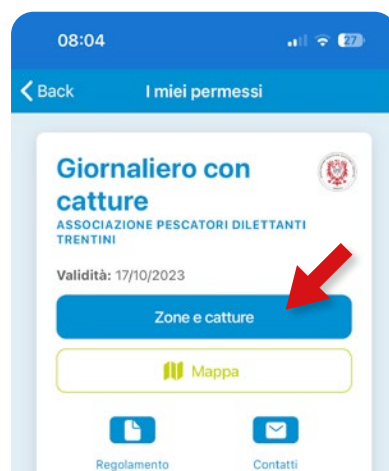 08:04
27
Back
I miei permessi
Giornaliero con
catture
ASSOCIAZIONE PESCATORI DILETTANTI
TRENTINI
Validità: 17/10/2023
Zone e catture
Mappa
Regolamento
Contatti